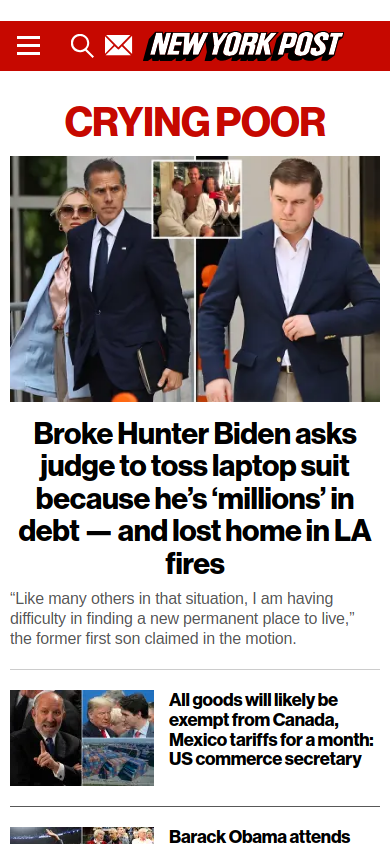 NEW YORK POST
CRYING POOR
Broke Hunter Biden asks
judge to toss laptop suit
because he’s ‘millions’ in
debt — and lost home in LA
fires
“Like many others in that situation, I am having
difficulty in finding a new permanent place to live,”
the former first son claimed in the motion.
All goods will likely be
exempt from Canada,
Mexico tariffs for a month:
US commerce secretary
Barack Obama attends